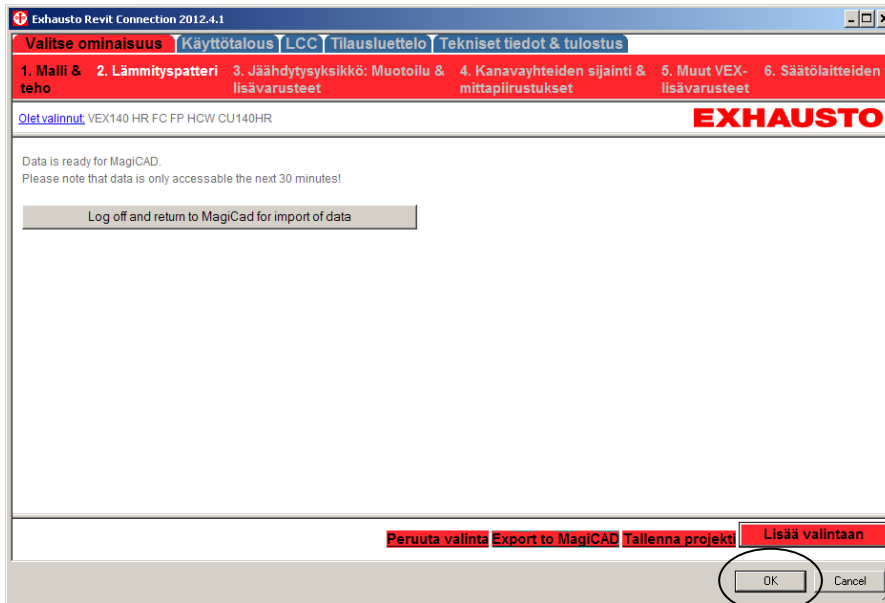 Exhausto Revit Connection 2012.4.1
Valitse ominaisuus Käyttötalous LCC Tilausluettelo Tekniset tiedot & tulostus
1. Malli & teho
2. Lämmityspatteri
3. Jäähdytysyksikkö: Muotoilu & lisävarusteet
4. Kanavayhteiden sijainti & mittapiirustukset
5. Muut VEX-lisävarusteet
6. Säätölaitteiden
Olet valinnut: VEX140 HR FC FP HCW CU140HR
EXHAUSTO
Data is ready for MagiCAD.
Please note that data is only accessable the next 30 minutes!
Log off and return to MagiCad for import of data
Peruuta valinta Export to MagiCAD Tallenna projekti Lisää valintaan
OK Cancel